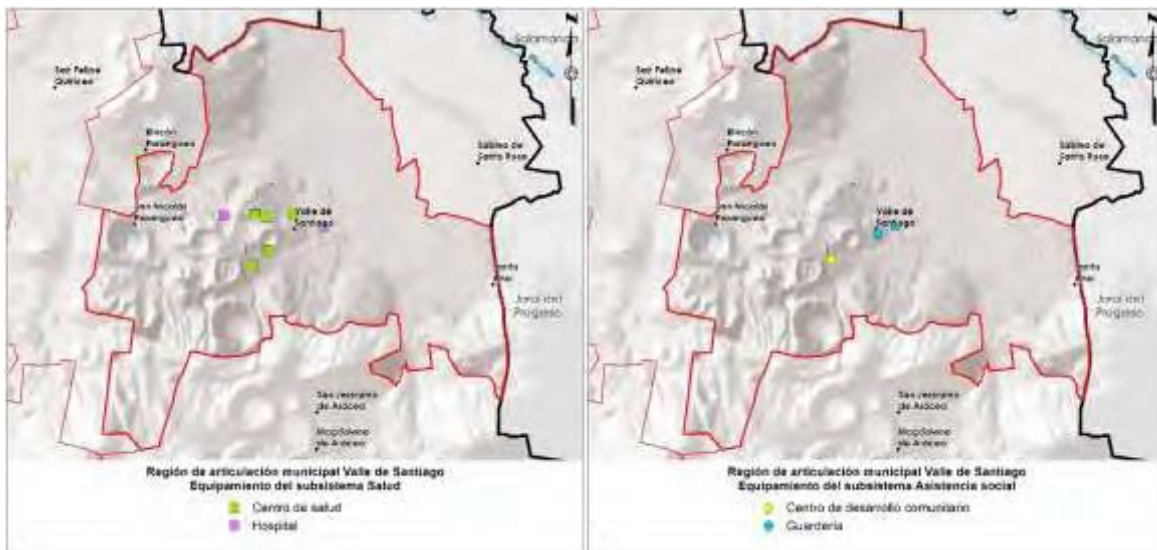 Salamanca
San Felipe
Quiriceo
Rincón
Parangueo
Sabino de
Santa Rosa
San Nicolás
Parangueo
Valle de
Santiago
Santa
Ana
Jaral del
Progreso
San Jerónimo
de Araceo
Magdalena
de Araceo
Región de articulación municipal Valle de Santiago
Equipamiento del subsistema Salud
Centro de salud
Hospital
Salamanca
San Felipe
Quiriceo
Rincón
Parangueo
Sabino de
Santa Rosa
San Nicolás
Parangueo
Valle de
Santiago
Santa
Ana
Jaral del
Progreso
San Jerónimo
de Araceo
Magdalena
de Araceo
Región de articulación municipal Valle de Santiago
Equipamiento del subsistema Asistencia social
Centro de desarrollo comunitario
Guardería